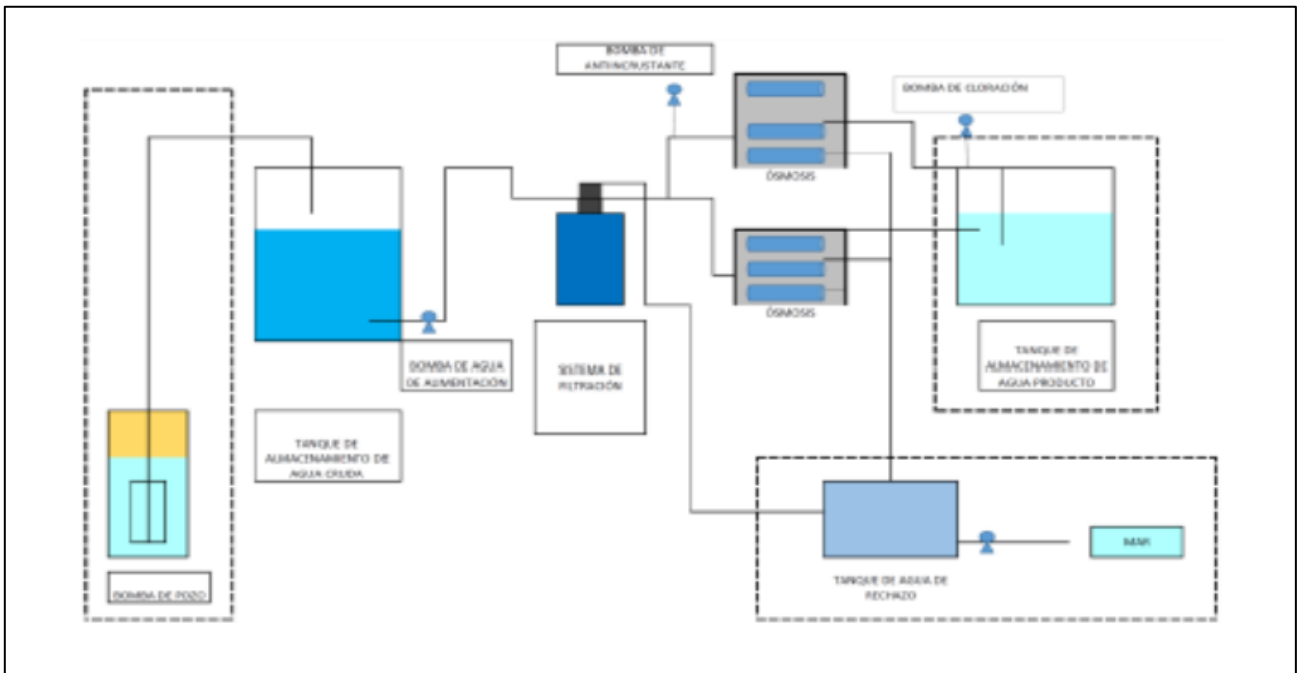 BOMBA DE
ANTIINCRUSTANTE
BOMBA DE CLORACIÓN
ÓSMOSIS
ÓSMOSIS
BOMBA DE AGUA
DE ALIMENTACIÓN
SISTEMA DE
FILTRACIÓN
TANQUE DE
ALMACENAMIENTO DE
AGUA PRODUCTO
TANQUE DE
ALMACENAMIENTO DE
AGUA CRUDA
MAR
BOMBA DE POZO
TANQUE DE AGUA DE
RECHAZO